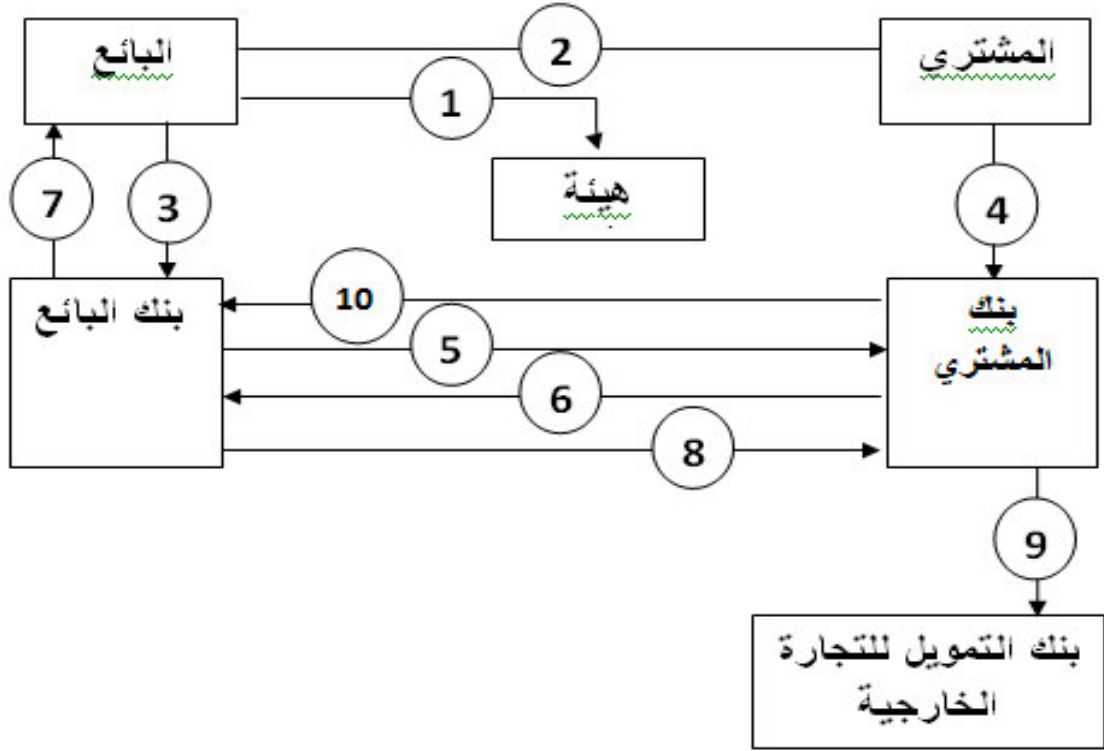 البائع
2
المشتري
1
هيئة
7
3
4
بنك البائع
10
بنك
المشتري
5
6
8
9
بنك التمويل للتجارة
الخارجية